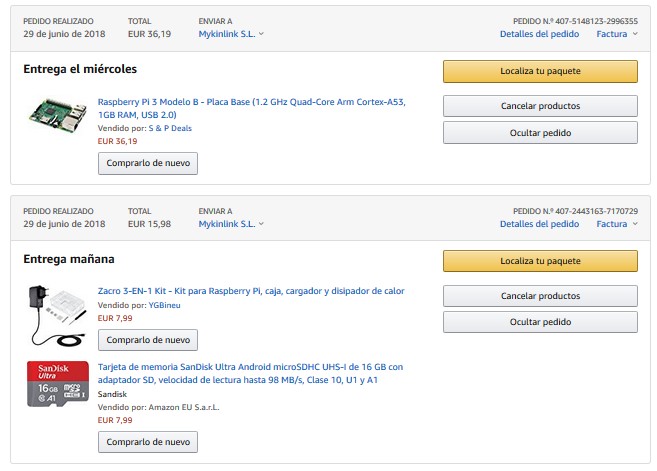 PEDIDO REALIZADO TOTAL ENVIAR A PEDIDO N.º 407-5148123-2996355
29 de junio de 2018 EUR 36,19 Mykinlink S.L. Detalles del pedido Factura
Entrega el miércoles
Localiza tu paquete
Raspberry Pi 3 Modelo B - Placa Base (1.2 GHz Quad-Core Arm Cortex-A53,
1GB RAM, USB 2.0)
Vendido por: S & P Deals
EUR 36,19
Comprarlo de nuevo
Cancelar productos
Ocultar pedido
PEDIDO REALIZADO TOTAL ENVIAR A PEDIDO N.º 407-2443163-7170729
29 de junio de 2018 EUR 15,98 Mykinlink S.L. Detalles del pedido Factura
Entrega mañana
Localiza tu paquete
Zacro 3-EN-1 Kit - Kit para Raspberry Pi, caja, cargador y disipador de calor
Vendido por: YGBineu
EUR 7,99
Comprarlo de nuevo
Cancelar productos
Ocultar pedido
SanDisk
Ultra
16GB
A1
micro
SDHC
Tarjeta de memoria SanDisk Ultra Android microSDHC UHS-I de 16 GB con
adaptador SD, velocidad de lectura hasta 98 MB/s, Clase 10, U1 y A1
Sandisk
Vendido por: Amazon EU S.a.r.L.
EUR 7,99
Comprarlo de nuevo